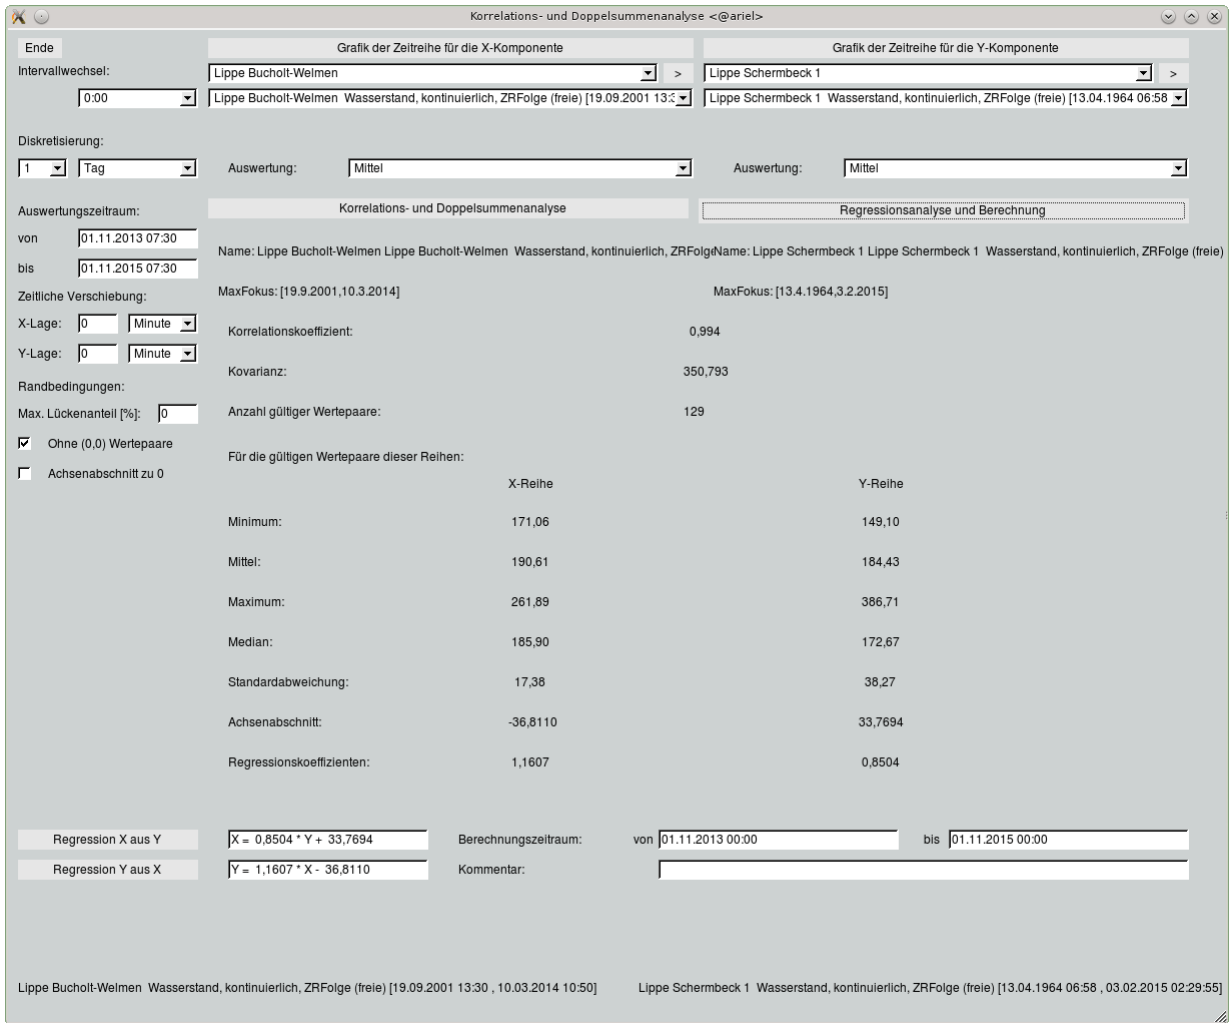 Korrelations- und Doppelsummenanalyse <@ariel>
Ende
Grafik der Zeitreihe für die X-Komponente
Grafik der Zeitreihe für die Y-Komponente
Intervallwechsel:
Lippe Bucholt-Welmen
>
Lippe Schermbeck 1
>
0:00
Lippe Bucholt-Welmen Wasserstand, kontinuierlich, ZRFolge (freie) [19.09.2001 13:3
Lippe Schermbeck 1 Wasserstand, kontinuierlich, ZRFolge (freie) [13.04.1964 06:58
Diskretisierung:
1
Tag
Auswertung:
Mittel
Auswertung:
Mittel
Auswertungszeitraum:
Korrelations- und Doppelsummenanalyse
Regressionsanalyse und Berechnung
von
01.11.2013 07:30
Name: Lippe Bucholt-Welmen Lippe Bucholt-Welmen Wasserstand, kontinuierlich, ZRFolge
Name: Lippe Schermbeck 1 Lippe Schermbeck 1 Wasserstand, kontinuierlich, ZRFolge (freie)
bis
01.11.2015 07:30
Zeitliche Verschiebung:
MaxFokus: [19.9.2001,10.3.2014]
MaxFokus: [13.4.1964,3.2.2015]
X-Lage:
0
Minute
Korrelationskoeffizient:
0,994
Y-Lage:
0
Minute
Kovarianz:
350,793
Randbedingungen:
Max. Lückenanteil [%]:
0
Anzahl gültiger Wertepaare:
129
Ohne (0,0) Wertepaare
Für die gültigen Wertepaare dieser Reihen:
Achsenabschnitt zu 0
X-Reihe
Y-Reihe
Minimum:
171,06
149,10
Mittel:
190,61
184,43
Maximum:
261,89
386,71
Median:
185,90
172,67
Standardabweichung:
17,38
38,27
Achsenabschnitt:
-36,8110
33,7694
Regressionskoeffizienten:
1,1607
0,8504
Regression X aus Y
X = 0,8504 * Y + 33,7694
Berechnungszeitraum:
von
01.11.2013 00:00
bis
01.11.2015 00:00
Regression Y aus X
Y = 1,1607 * X - 36,8110
Kommentar:
Lippe Bucholt-Welmen Wasserstand, kontinuierlich, ZRFolge (freie) [19.09.2001 13:30 , 10.03.2014 10:50]
Lippe Schermbeck 1 Wasserstand, kontinuierlich, ZRFolge (freie) [13.04.1964 06:58 , 03.02.2015 02:29:55]